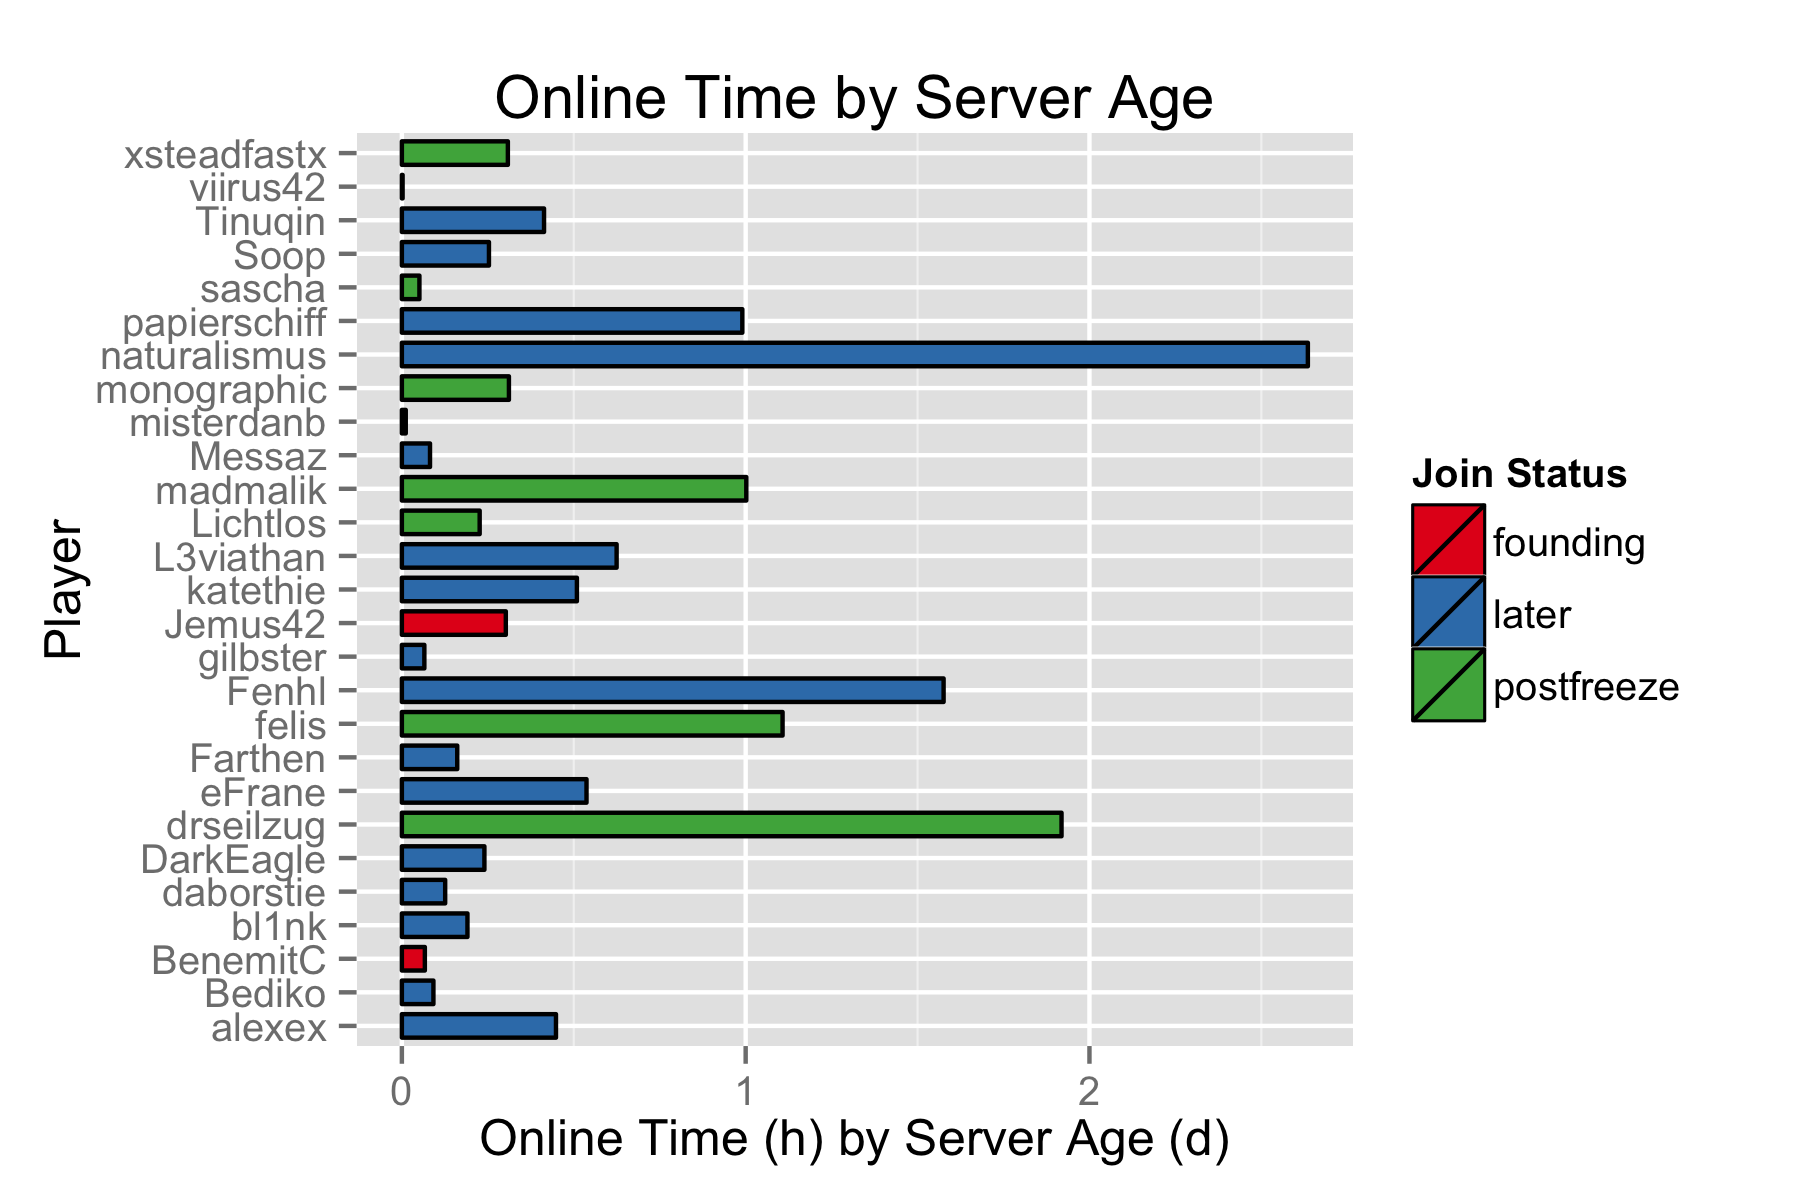 Online Time by Server Age
xsteadfastx
viirus42
Tinuqin
Soop
sascha
papierschiff
naturalismus
monographic
misterdanb
Messaz
madmalik
Lichtlos
L3viathan
katethie
Jemus42
gilbster
Fenhl
felis
Farthen
eFrane
drseilzug
DarkEagle
daborstie
bl1nk
BenemitC
Bediko
alexex
Player
0 1 2
Online Time (h) by Server Age (d)
Join Status
founding
later
postfreeze